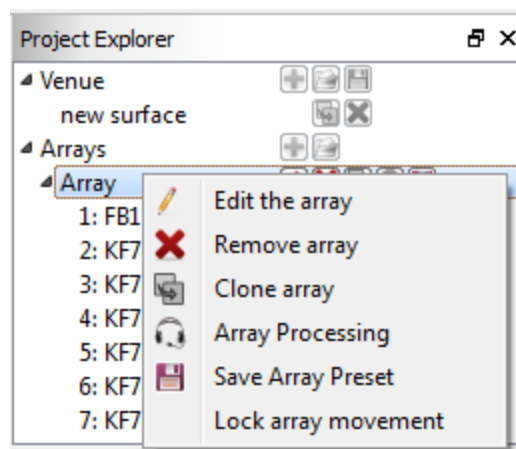 Project Explorer
Venue
new surface
Arrays
Array
1: FB1
2: KF7
3: KF7
4: KF7
5: KF7
6: KF7
7: KF7
Edit the array
Remove array
Clone array
Array Processing
Save Array Preset
Lock array movement